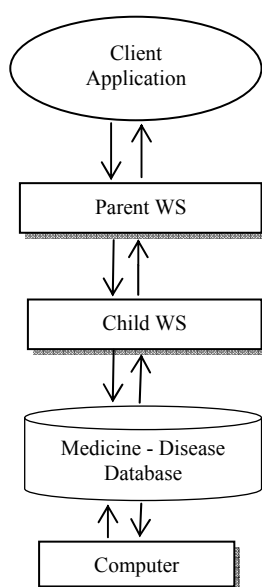 Client
Application
Parent WS
Child WS
Medicine - Disease
Database
Computer